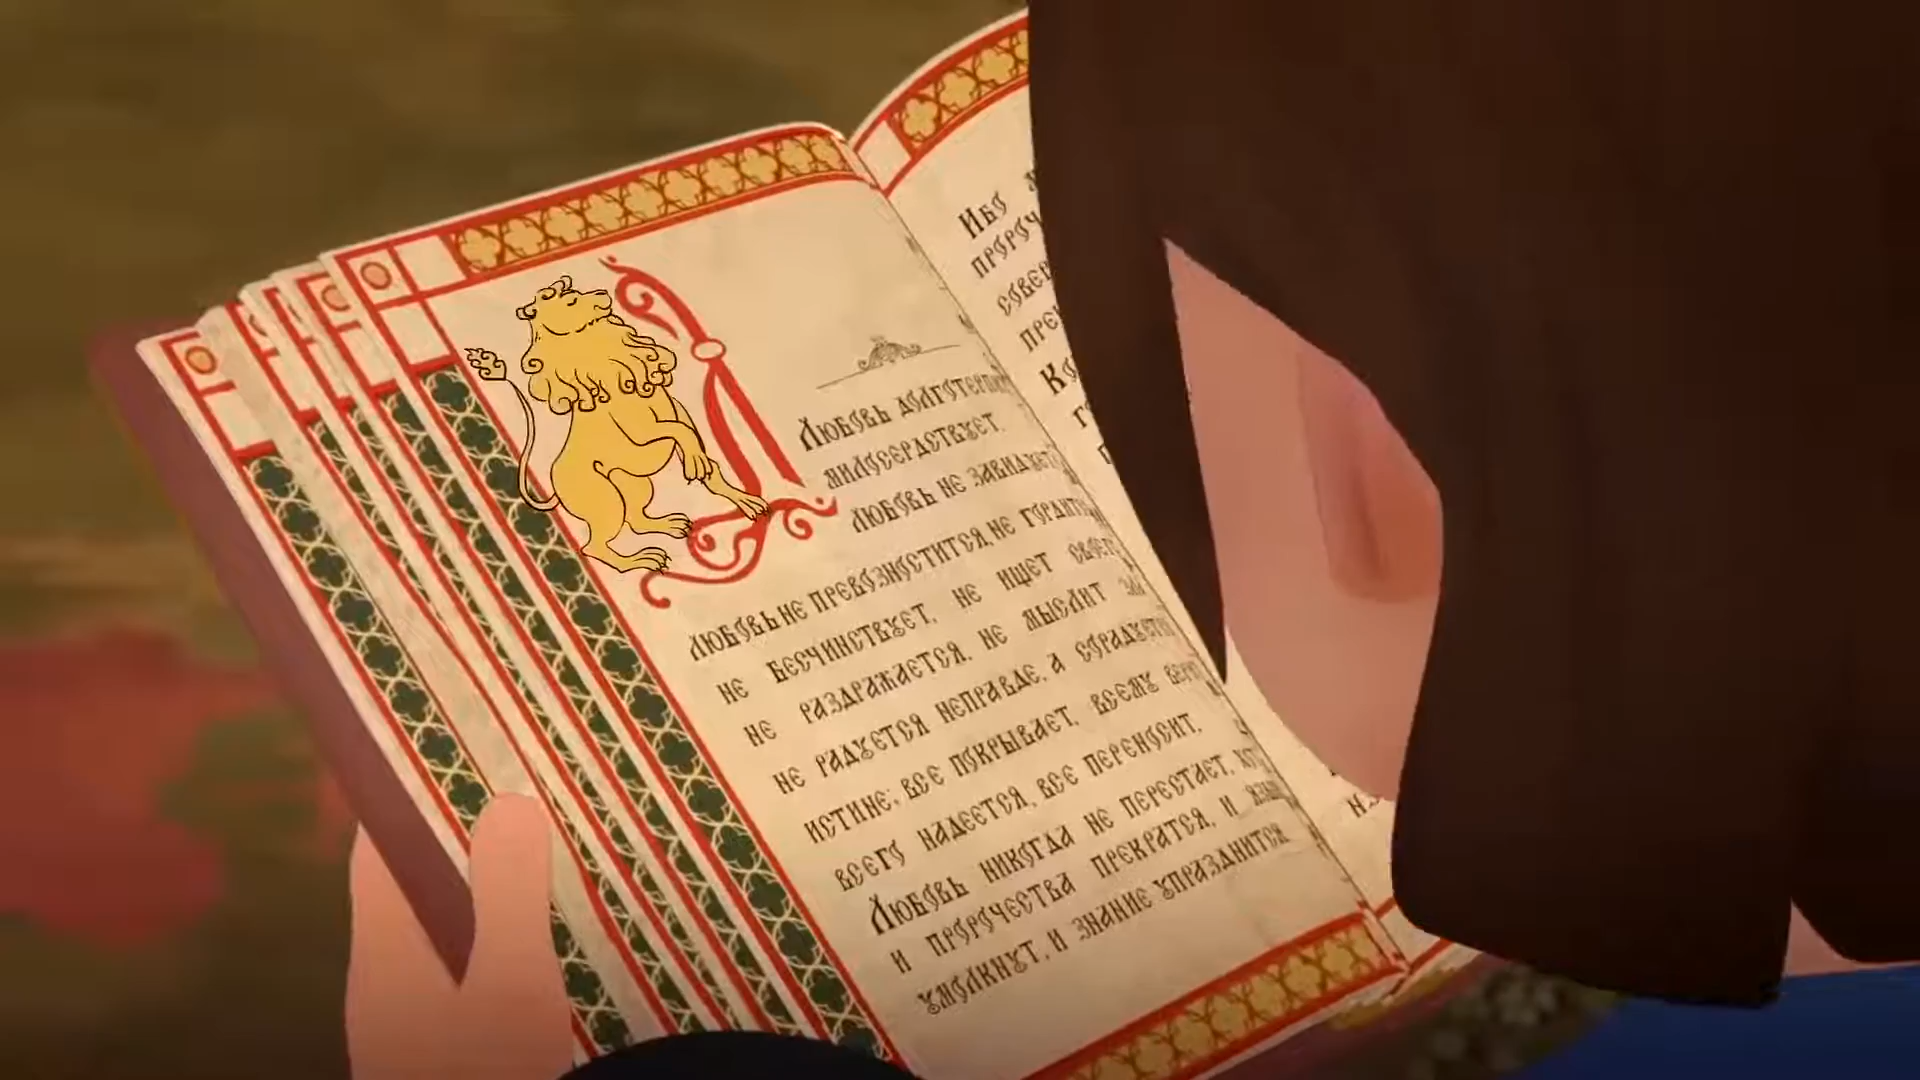 Любовь долготерпит
милосердствует,
любовь не завидует
любовь не превозносится, не гордится
не бесчинствует, не ищет своего
не раздражается, не мыслит зла
не радуется неправде, а сорадуется
истине; все покрывает, всему верит
всего надеется, все переносит.
Любовь никогда не перестает, хотя
и пророчества прекратятся, и языки
умолкнут, и знание упразднится
Ибо